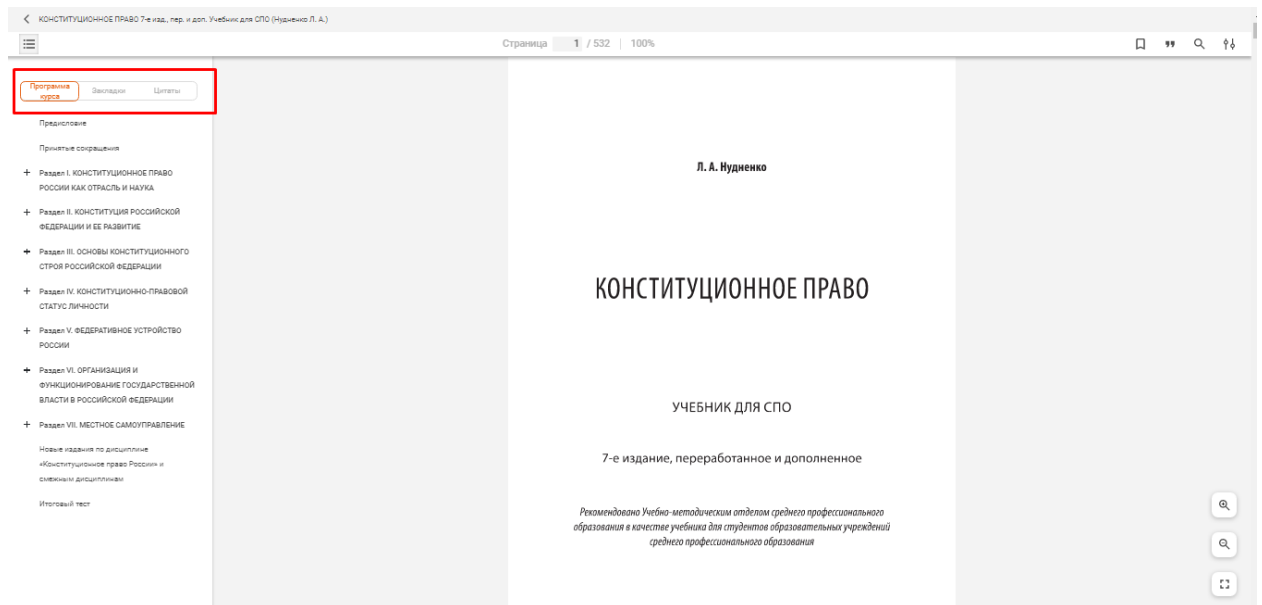 КОНСТИТУЦИОННОЕ ПРАВО 7-е изд., пер. и доп. Учебник для СПО (Нудненко Л. А.)
Страница 1 / 532 100%
Программа
курса
Закладки
Цитаты
Предисловие
Принятые сокращения
Раздел I. КОНСТИТУЦИОННОЕ ПРАВО
РОССИИ КАК ОТРАСЛЬ И НАУКА
Раздел II. КОНСТИТУЦИЯ РОССИЙСКОЙ
ФЕДЕРАЦИИ И ЕЕ РАЗВИТИЕ
Раздел III. ОСНОВЫ КОНСТИТУЦИОННОГО
СТРОЯ РОССИЙСКОЙ ФЕДЕРАЦИИ
Раздел IV. КОНСТИТУЦИОННО-ПРАВОВОЙ
СТАТУС ЛИЧНОСТИ
Раздел V. ФЕДЕРАТИВНОЕ УСТРОЙСТВО
РОССИИ
Раздел VI. ОРГАНИЗАЦИЯ И
ФУНКЦИОНИРОВАНИЕ ГОСУДАРСТВЕННОЙ
ВЛАСТИ В РОССИЙСКОЙ ФЕДЕРАЦИИ
Раздел VII. МЕСТНОЕ САМОУПРАВЛЕНИЕ
Новые издания по дисциплине
«Конституционное право России» и
смежным дисциплинам
Итоговый тест
Л. А. Нудненко
КОНСТИТУЦИОННОЕ ПРАВО
УЧЕБНИК ДЛЯ СПО
7-е издание, переработанное и дополненное
Рекомендовано Учебно-методическим отделом среднего профессионального
образования в качестве учебника для студентов образовательных учреждений
среднего профессионального образования